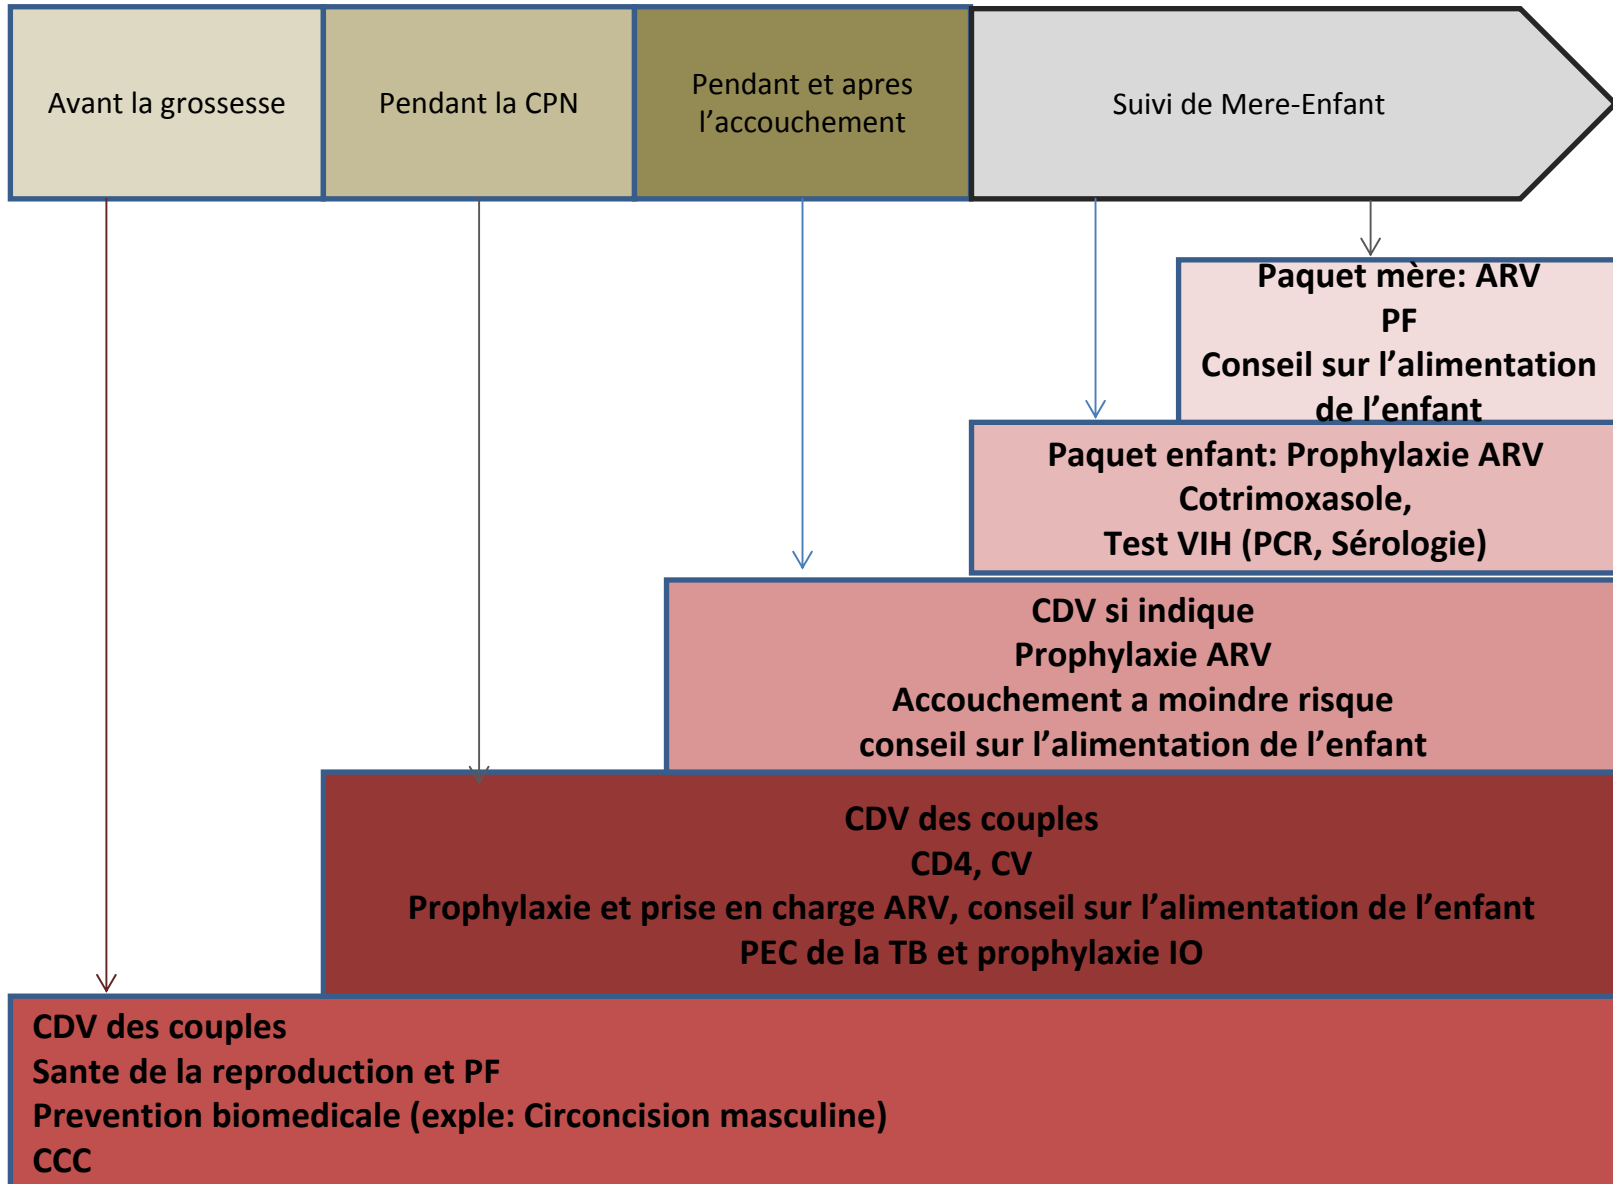 Avant la grossesse
Pendant la CPN
Pendant et apres
l’accouchement
Suivi de Mere-Enfant
Paquet mère: ARV
PF
Conseil sur l’alimentation
de l’enfant
Paquet enfant: Prophylaxie ARV
Cotrimoxasole,
Test VIH (PCR, Sérologie)
CDV si indique
Prophylaxie ARV
Accouchement a moindre risque
conseil sur l’alimentation de l’enfant
CDV des couples
CD4, CV
Prophylaxie et prise en charge ARV, conseil sur l’alimentation de l’enfant
PEC de la TB et prophylaxie IO
CDV des couples
Sante de la reproduction et PF
Prevention biomedicale (exple: Circoncision masculine)
CCC